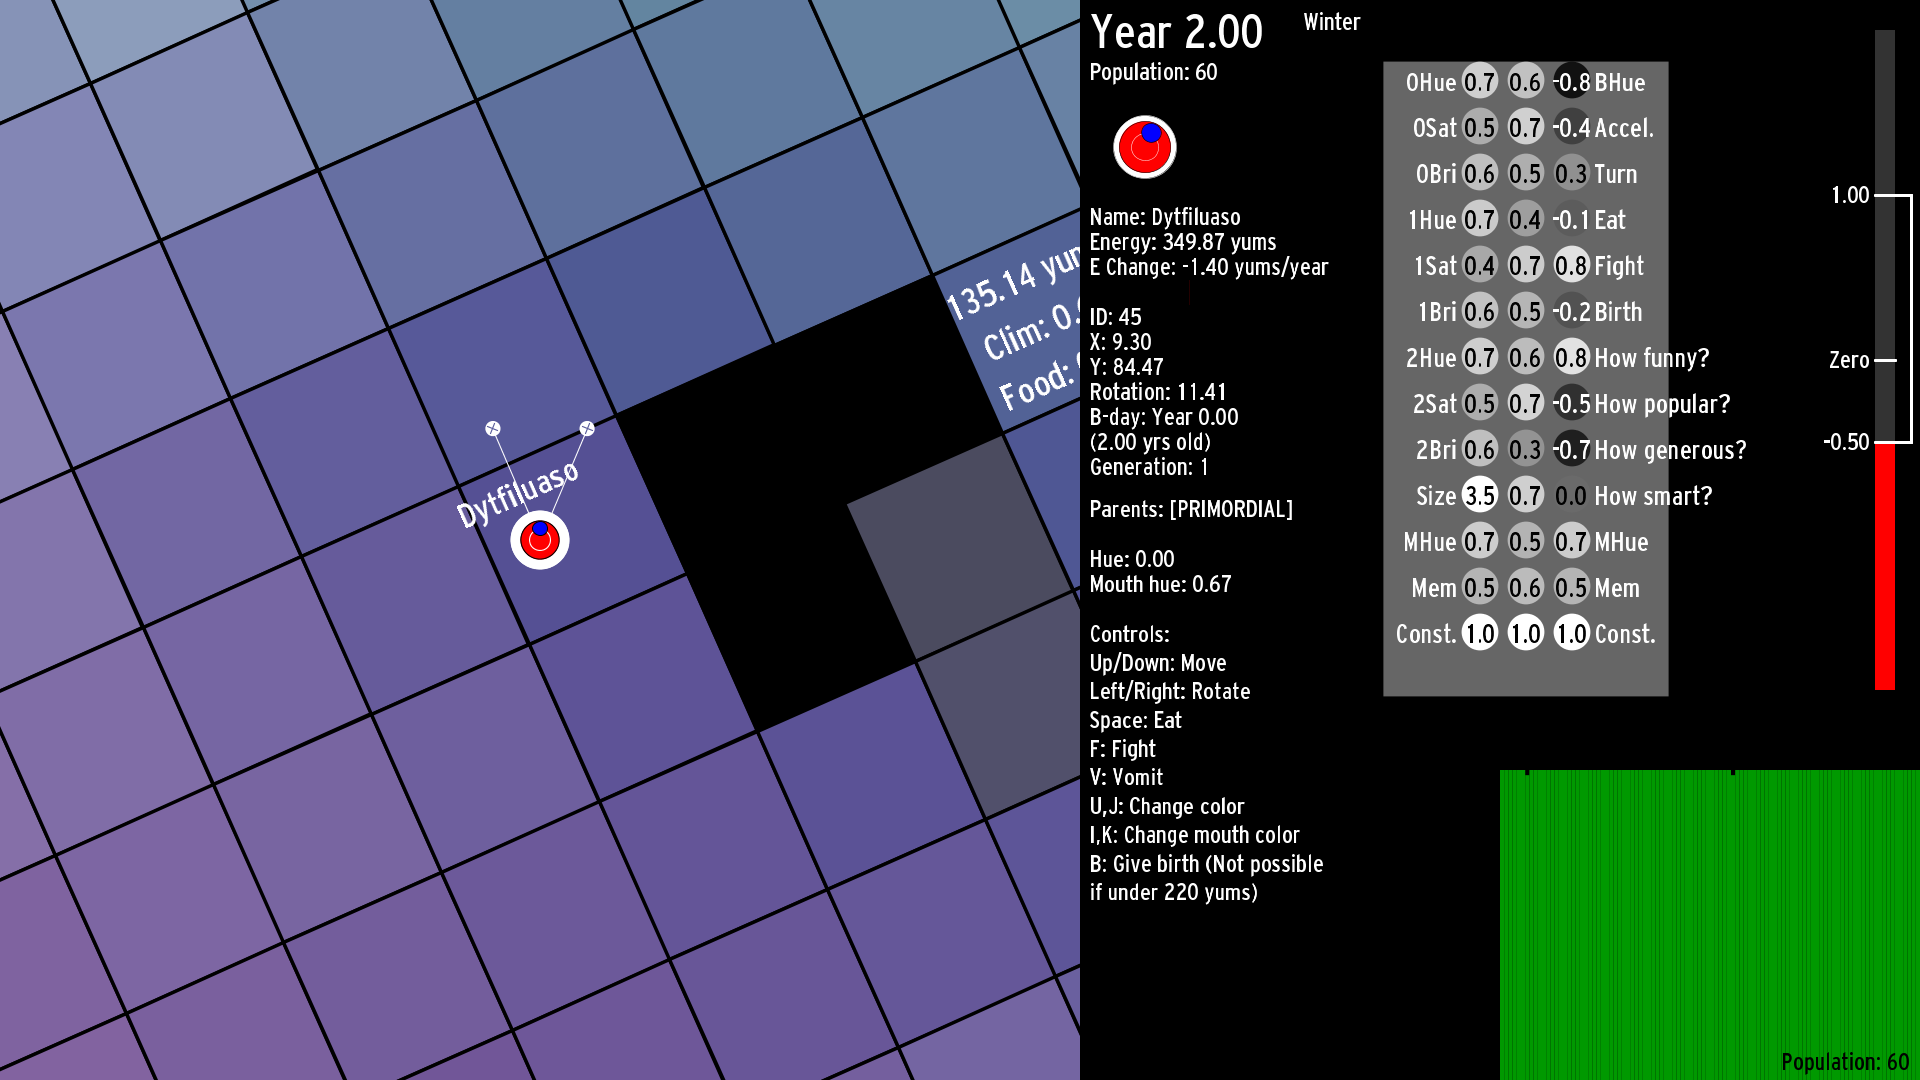 Year 2.00
Winter
Population: 60
Name: Dytfiluaso
Energy: 349.87 yums
E Change: -1.40 yums/year
ID: 45
X: 9.30
Y: 84.47
Rotation: 11.41
B-day: Year 0.00
(2.00 yrs old)
Generation: 1
Parents: [PRIMORDIAL]
Hue: 0.00
Mouth hue: 0.67
Controls:
Up/Down: Move
Left/Right: Rotate
Space: Eat
F: Fight
V: Vomit
U,J: Change color
I,K: Change mouth color
B: Give birth (Not possible
if under 220 yums)
0Hue 0.7 0.6 -0.8 BHue
0Sat 0.5 0.7 -0.4 Accel.
0Bri 0.6 0.5 0.3 Turn
1Hue 0.7 0.4 -0.1 Eat
1Sat 0.4 0.7 0.8 Fight
1Bri 0.6 0.5 -0.2 Birth
2Hue 0.7 0.6 0.8 How funny?
2Sat 0.5 0.7 -0.5 How popular?
2Bri 0.6 0.3 -0.7 How generous?
Size 3.5 0.7 0.0 How smart?
MHue 0.7 0.5 0.7 MHue
Mem 0.5 0.6 0.5 Mem
Const. 1.0 1.0 1.0 Const.
1.00
Zero
-0.50
Population: 60
Dytfiluaso
135.14
Clim: 0.
Food: